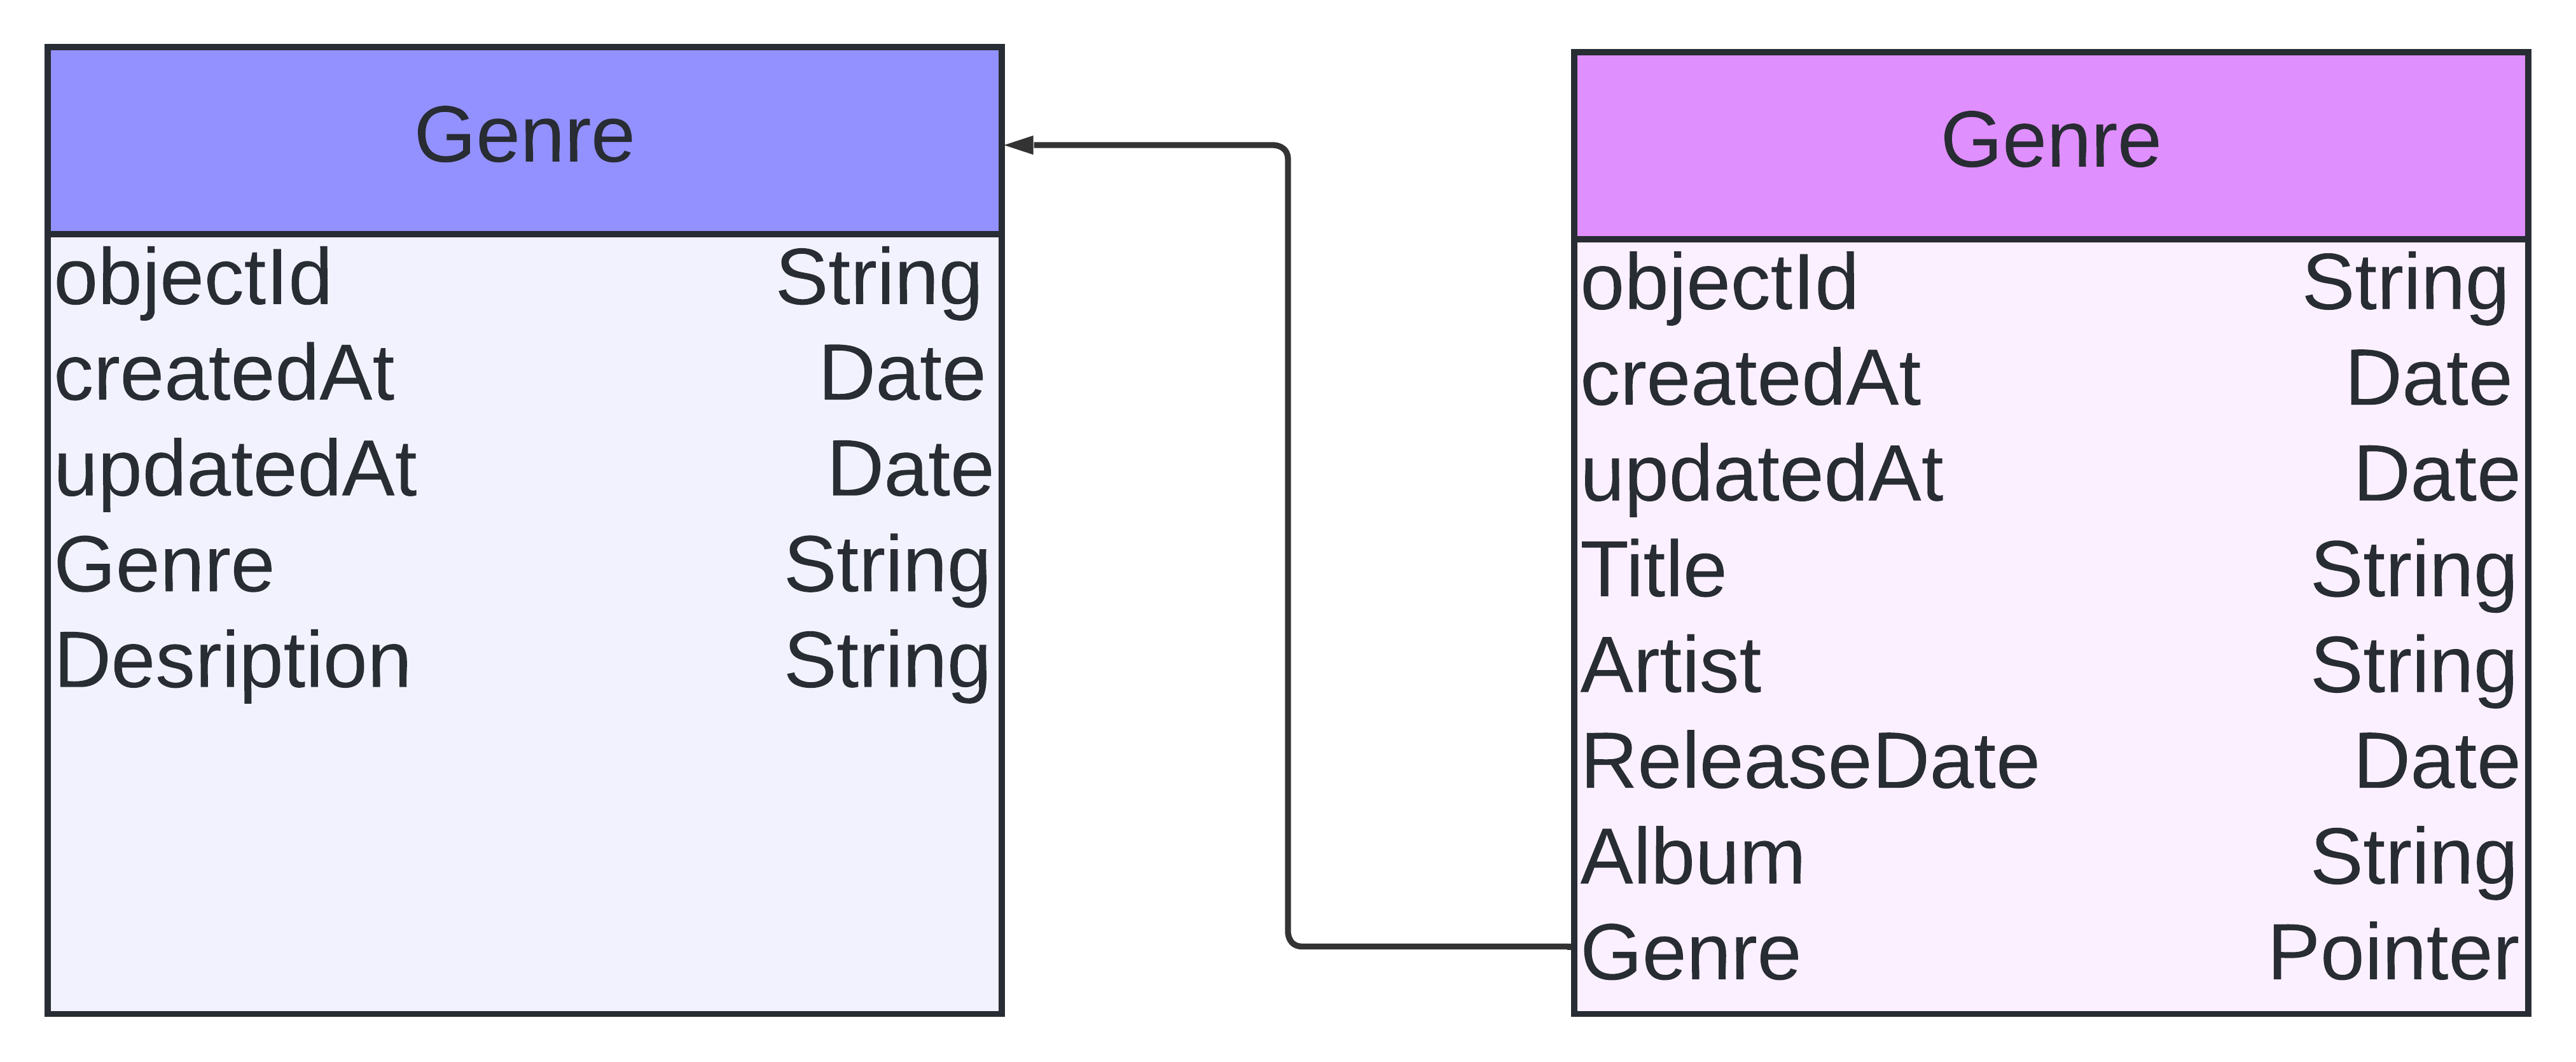 Genre
objectId String
createdAt Date
updatedAt Date
Genre String
Desription String
Genre
objectId String
createdAt Date
updatedAt Date
Title String
Artist String
ReleaseDate Date
Album String
Genre Pointer